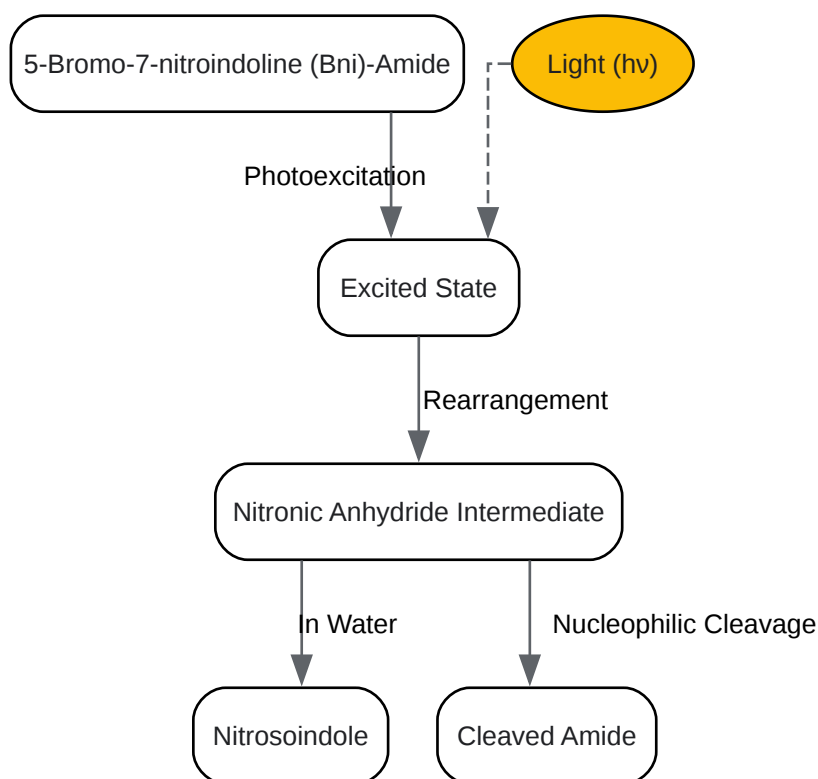 5-Bromo-7-nitroindoline (Bni)-Amide
Light (hν)
Photoexcitation
Excited State
Rearrangement
Nitronic Anhydride Intermediate
In Water
Nucleophilic Cleavage
Nitrosoindole
Cleaved Amide